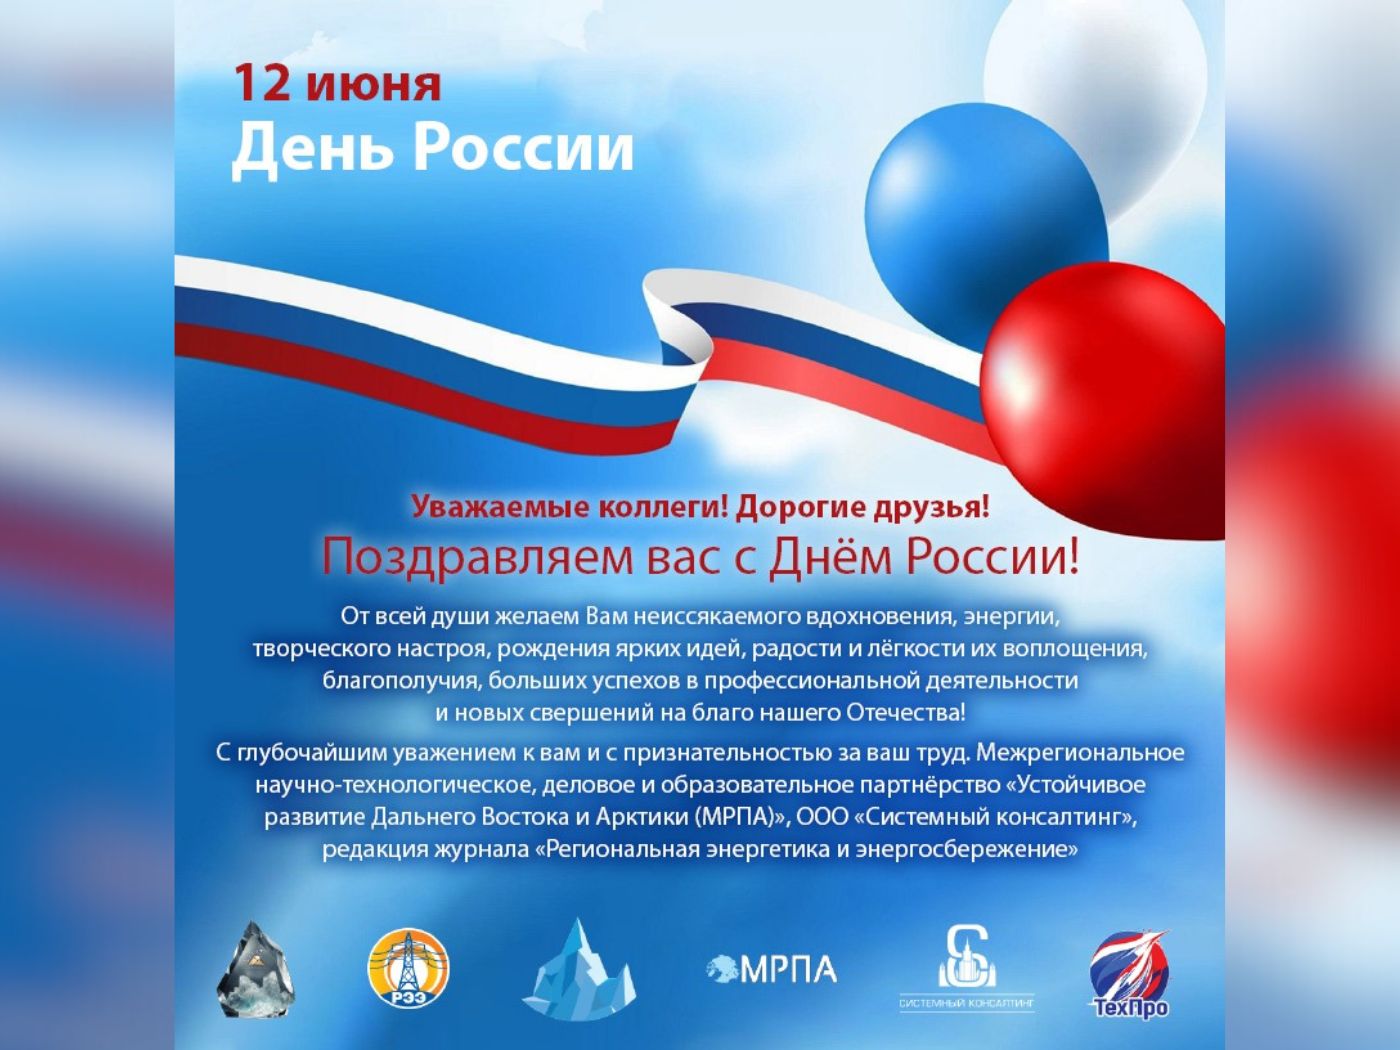 12 июня
День России
Уважаемые коллеги! Дорогие друзья!
Поздравляем вас с Днём России!
От всей души желаем Вам неиссякаемого вдохновения, энергии,
творческого настроя, рождения ярких идей, радости и лёгкости их воплощения,
благополучия, больших успехов в профессиональной деятельности
и новых свершений на благо нашего Отечества!
С глубочайшим уважением к вам и с признательностью за ваш труд. Межрегиональное
научно-технологическое, деловое и образовательное партнёрство «Устойчивое
развитие Дальнего Востока и Арктики (МРПА)», ООО «Системный консалтинг»,
редакция журнала «Региональная энергетика и энергосбережение»
РЭЭ
МРПА
СИСТЕМНЫЙ КОНСАЛТИНГ
ТехПро